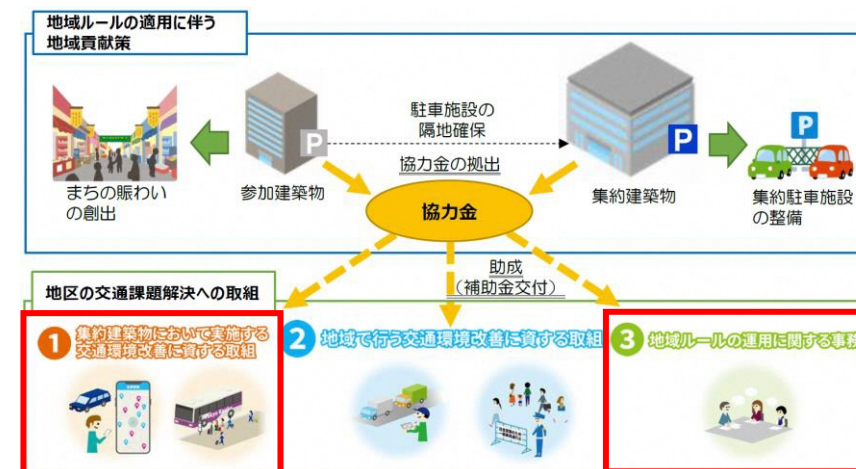 地域ルールの適用に伴う
地域貢献策
駐車施設の
隔地確保
P
P
P
協力金の拠出
まちの賑わい
の創出
参加建築物
集約建築物
集約駐車施設
の整備
協力金
助成
(補助金交付)
地区の交通課題解決への取組
1 集約建築物において実施する
交通環境改善に資する取組
2 地域で行う交通環境改善に資する取組
3 地域ルールの運用に関する事務